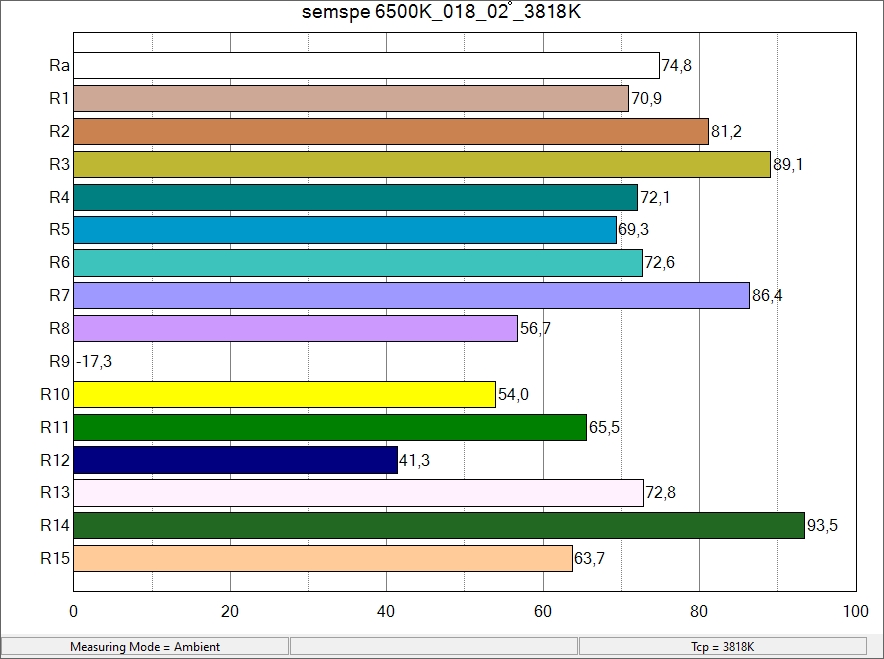 semspe 6500K_018_02°_3818K
Ra 74,8
R1 70,9
R2 81,2
R3 89,1
R4 72,1
R5 69,3
R6 72,6
R7 86,4
R8 56,7
R9 -17,3
R10 54,0
R11 65,5
R12 41,3
R13 72,8
R14 93,5
R15 63,7
0 20 40 60 80 100
Measuring Mode = Ambient Tcp = 3818K